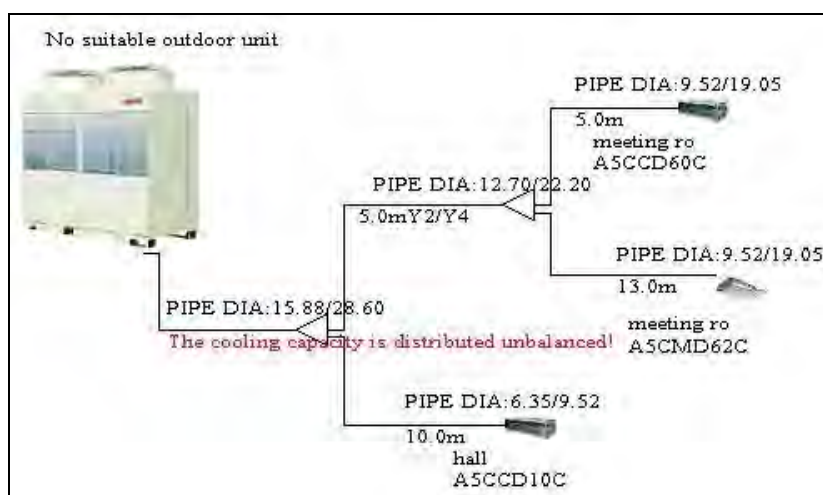 No suitable outdoor unit
PIPE DIA:9.52/19.05
5.0m
meeting ro
A5CCD60C
PIPE DIA:12.70/22.20
5.0mY2/Y4
PIPE DIA:9.52/19.05
13.0m
meeting ro
A5CMD62C
PIPE DIA:15.88/28.60
The cooling capacity is distributed unbalanced!
PIPE DIA:6.35/9.52
10.0m
hall
A5CCD10C